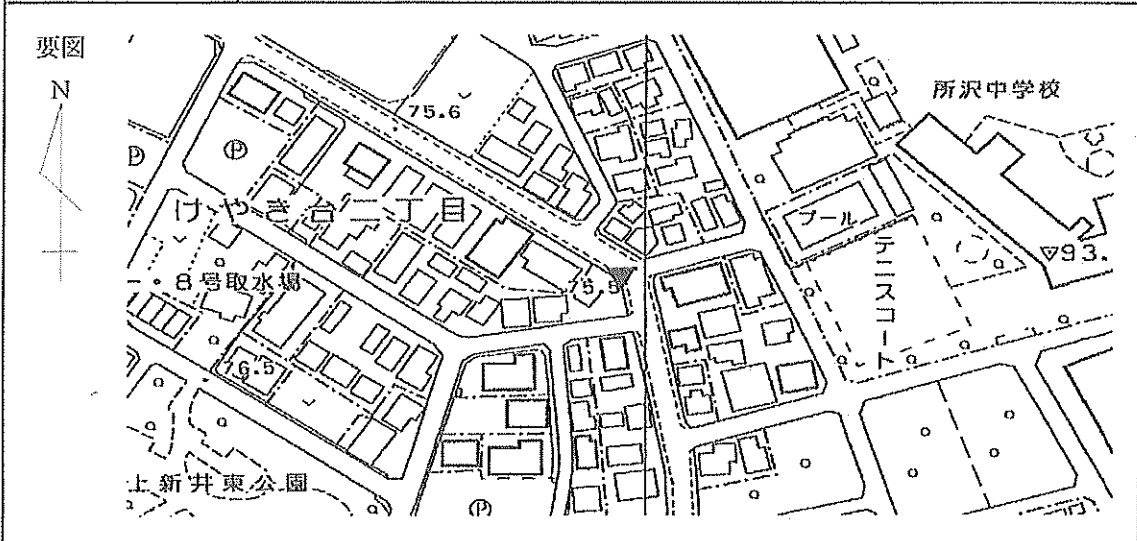 要図
N
所沢中学校
75.6
P
P
けやき台二丁目
プール
テニスコート
93.
8号取水場
75.5
76.5
上新井東公園
P